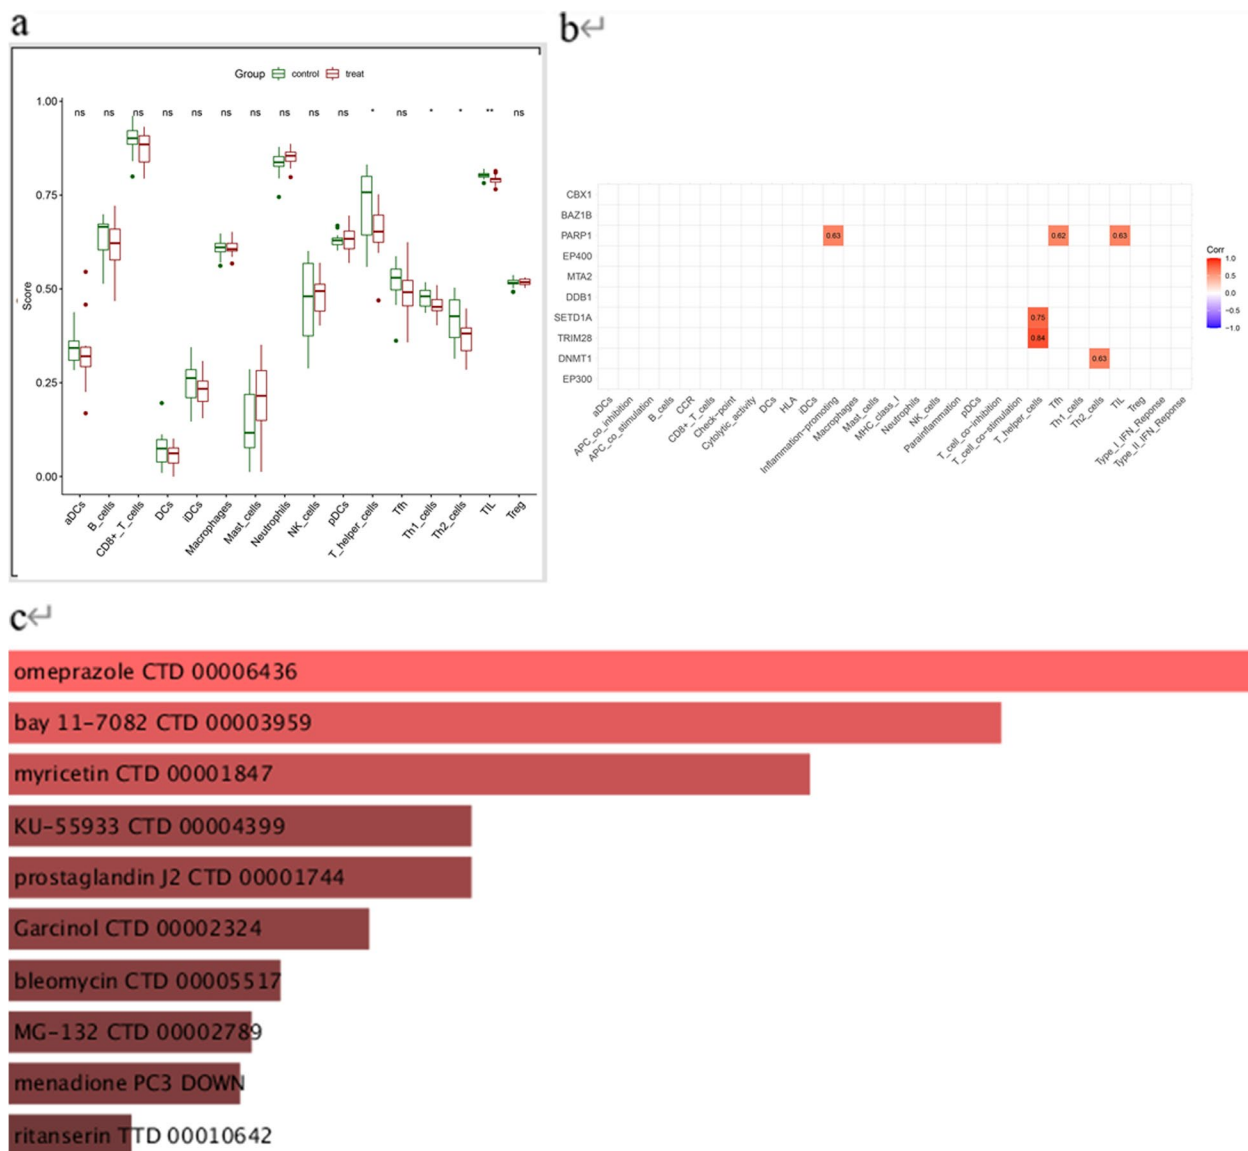 a
Group control treat
1.00
0.75
0.50
0.25
0.00
Score
ns ns ns ns ns ns ns ns ns ns * ns * * ** ns
aDCs
B_cells
CD8+_T_cells
DCs
iDCs
Macrophages
Mast_cells
Neutrophils
NK_cells
pDCs
T_helper_cells
Tfh
Th1_cells
Th2_cells
TIL
Treg
b↵
CBX1
BAZ1B
PARP1 0.63 0.62 0.63
EP400
MTA2
DDB1
SETD1A 0.75
TRIM28 0.84
DNMT1 0.63
EP300
aDCs
APC_co_inhibition
APC_co_stimulation
B_cells
CCR
CD8+_T_cells
Check-point
Cytolytic_activity
DCs
HLA
iDCs
Inflammation-promoting
Macrophages
Mast_cells
MHC_class_I
Neutrophils
NK_cells
Parainflammation
pDCs
T_cell_co-inhibition
T_cell_co-stimulation
T_helper_cells
Tfh
Th1_cells
Th2_cells
TIL
Treg
Type_I_IFN_Reponse
Type_II_IFN_Reponse
Corr
1.0
0.5
0.0
-0.5
-1.0
c↵
omeprazole CTD 00006436
bay 11-7082 CTD 00003959
myricetin CTD 00001847
KU-55933 CTD 00004399
prostaglandin J2 CTD 00001744
Garcinol CTD 00002324
bleomycin CTD 00005517
MG-132 CTD 00002789
menadione PC3 DOWN
ritanserin TTD 00010642